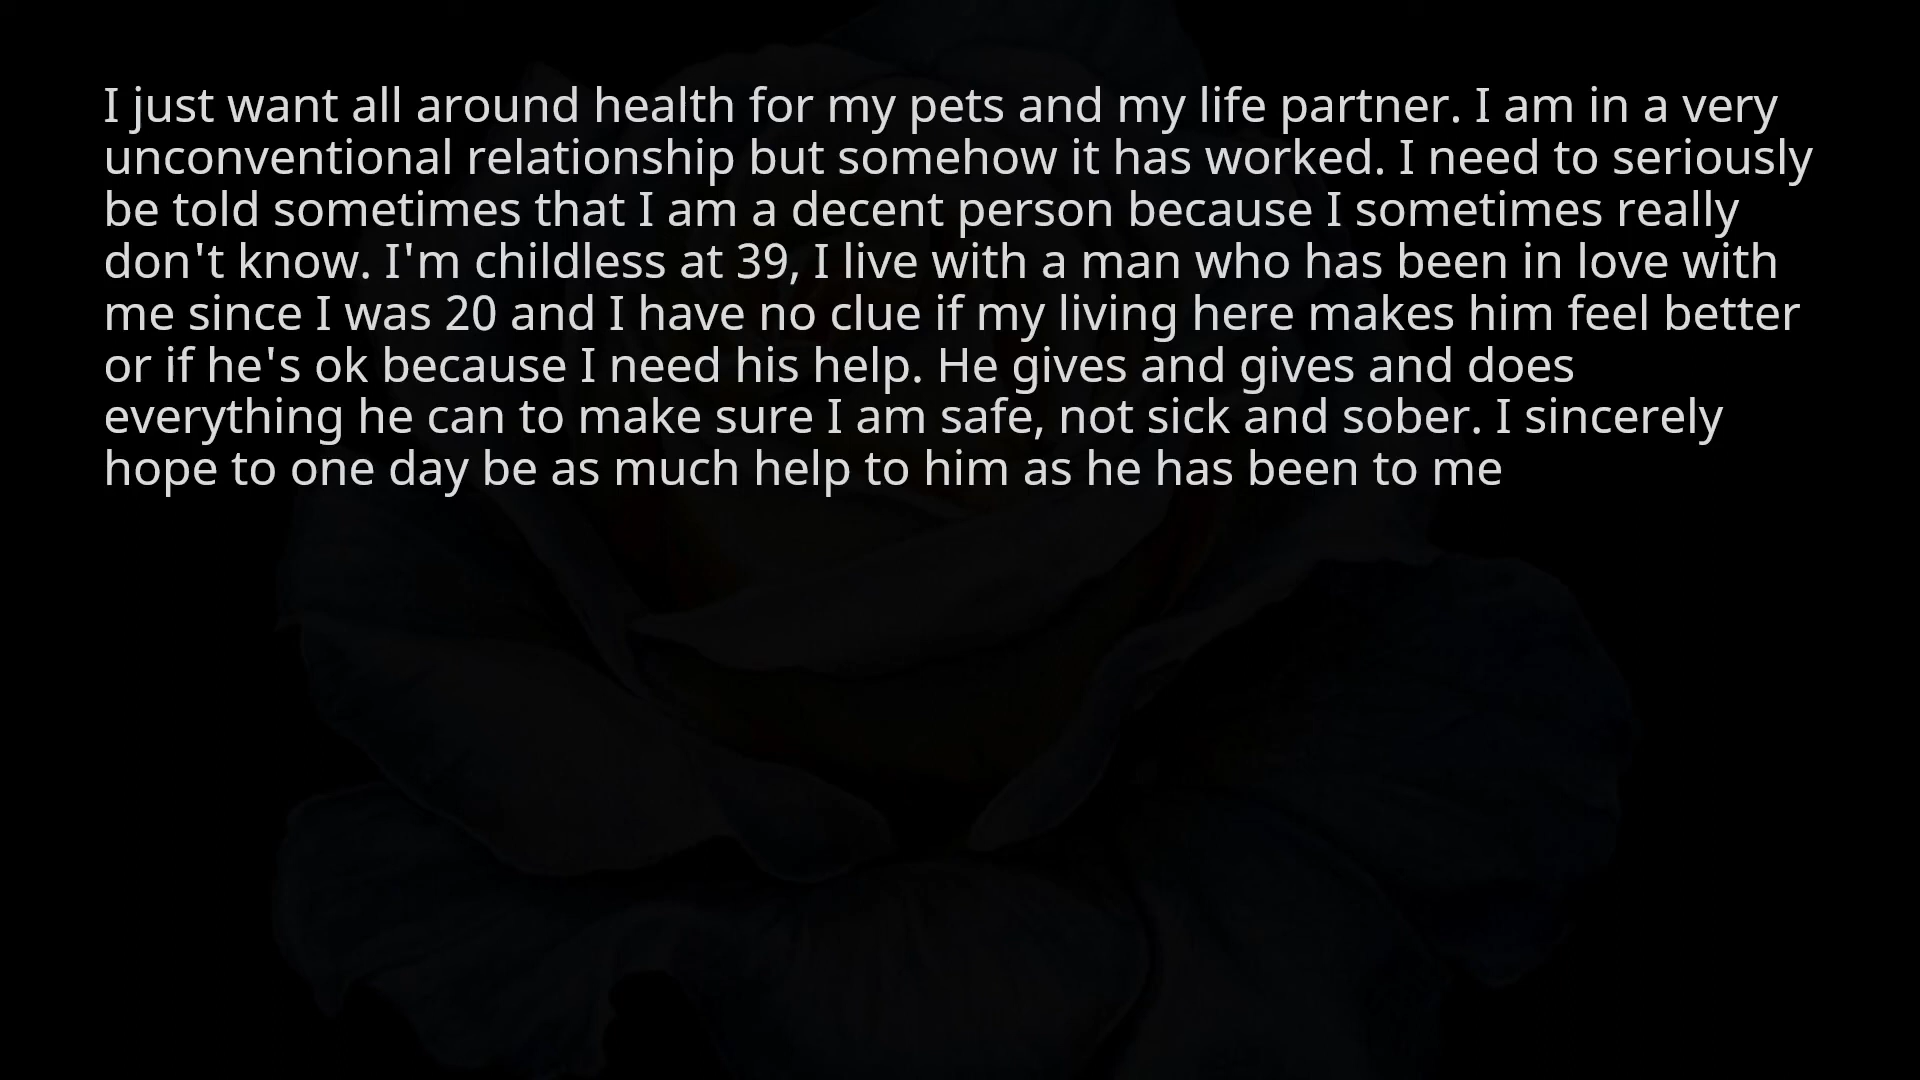 I just want all around health for my pets and my life partner. I am in a very
unconventional relationship but somehow it has worked. I need to seriously
be told sometimes that I am a decent person because I sometimes really
don't know. I'm childless at 39, I live with a man who has been in love with
me since I was 20 and I have no clue if my living here makes him feel better
or if he's ok because I need his help. He gives and gives and does
everything he can to make sure I am safe, not sick and sober. I sincerely
hope to one day be as much help to him as he has been to me